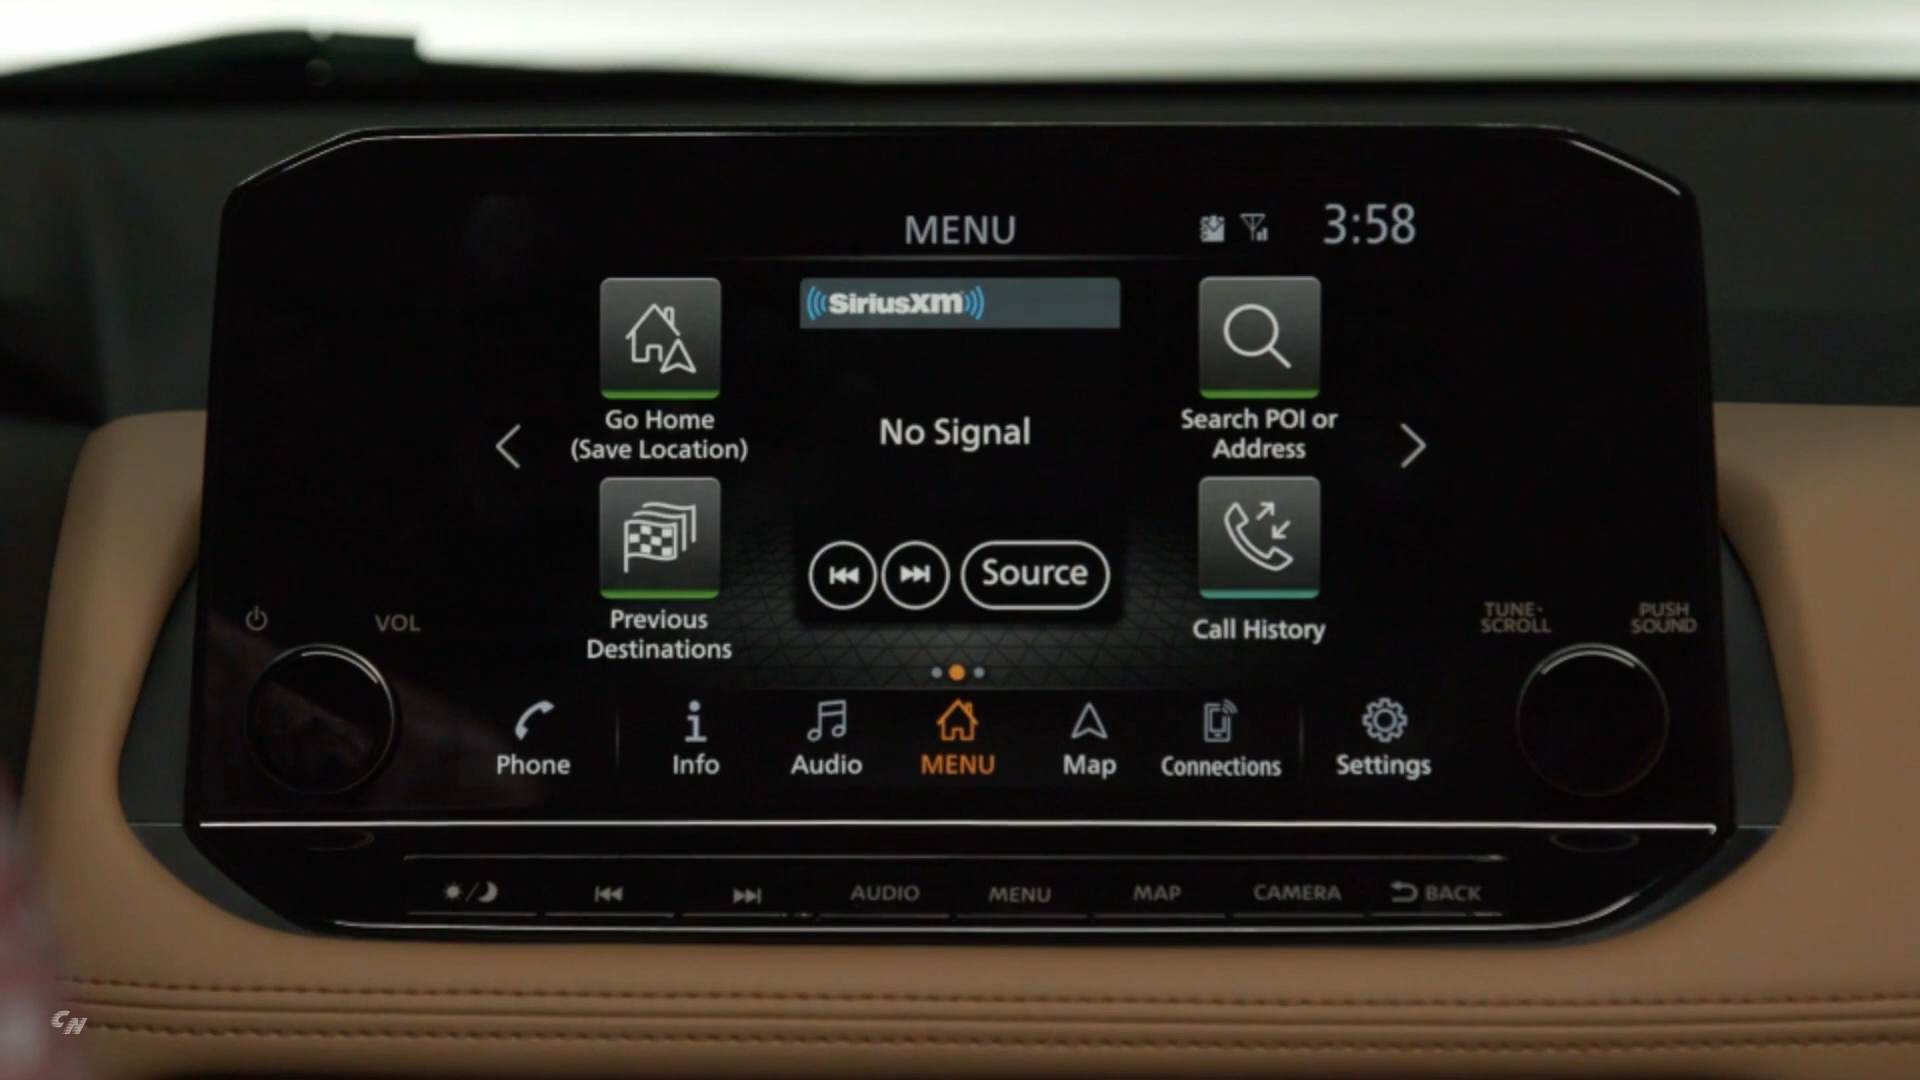 MENU
3:58
SiriusXM
Go Home
(Save Location)
No Signal
Search POI or
Address
Source
Previous
Destinations
Call History
VOL
TUNE·
SCROLL
PUSH
SOUND
Phone
Info
Audio
MENU
Map
Connections
Settings
AUDIO
MENU
MAP
CAMERA
BACK
CN